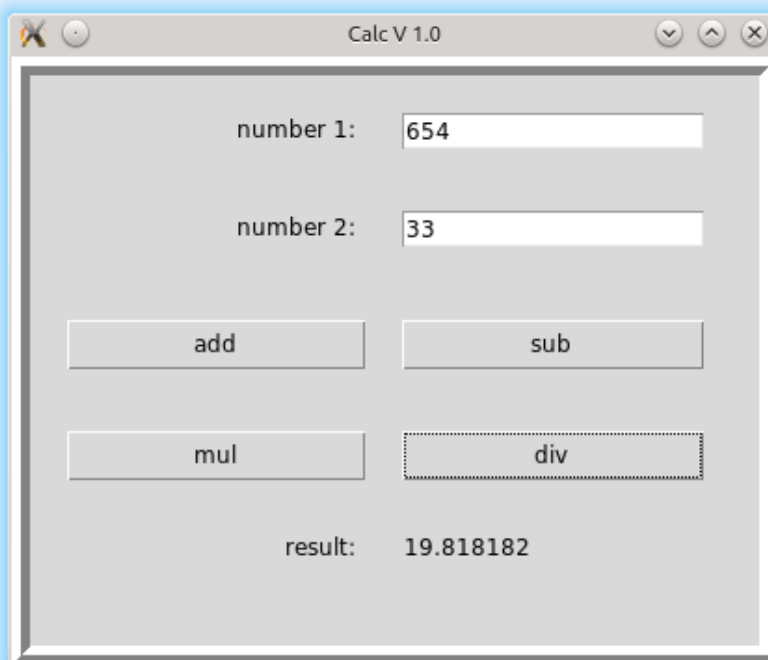 Calc V 1.0
number 1: 654
number 2: 33
add sub
mul div
result: 19.818182